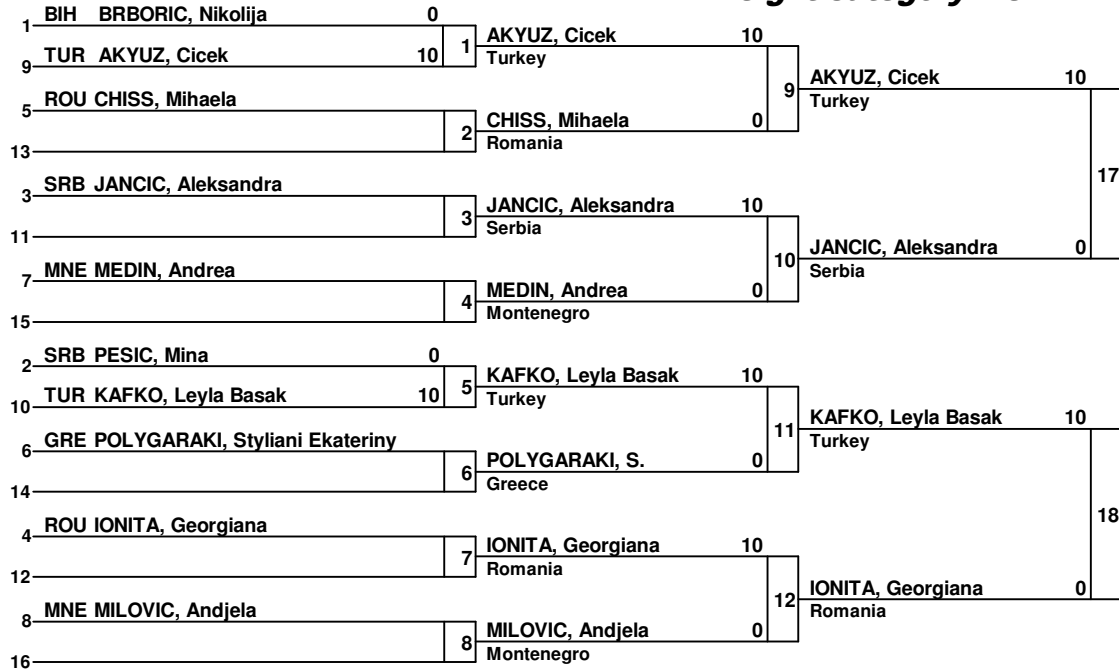 1 BIH BRBORIC, Nikolija 0
9 TUR AKYUZ, Cicek 10
1
AKYUZ, Cicek 10
Turkey
5 ROU CHISS, Mihaela
13
2
CHISS, Mihaela 0
Romania
9
AKYUZ, Cicek 10
Turkey
3 SRB JANCIC, Aleksandra
11
3
JANCIC, Aleksandra 10
Serbia
7 MNE MEDIN, Andrea
15
4
MEDIN, Andrea 0
Montenegro
10
JANCIC, Aleksandra 0
Serbia
17
2 SRB PESIC, Mina 0
10 TUR KAFKO, Leyla Basak 10
5
KAFKO, Leyla Basak 10
Turkey
6 GRE POLYGARAKI, Styliani Ekateriny
14
6
POLYGARAKI, S. 0
Greece
11
KAFKO, Leyla Basak 10
Turkey
4 ROU IONITA, Georgiana
12
7
IONITA, Georgiana 10
Romania
8 MNE MILOVIC, Andjela
16
8
MILOVIC, Andjela 0
Montenegro
12
IONITA, Georgiana 0
Romania
18